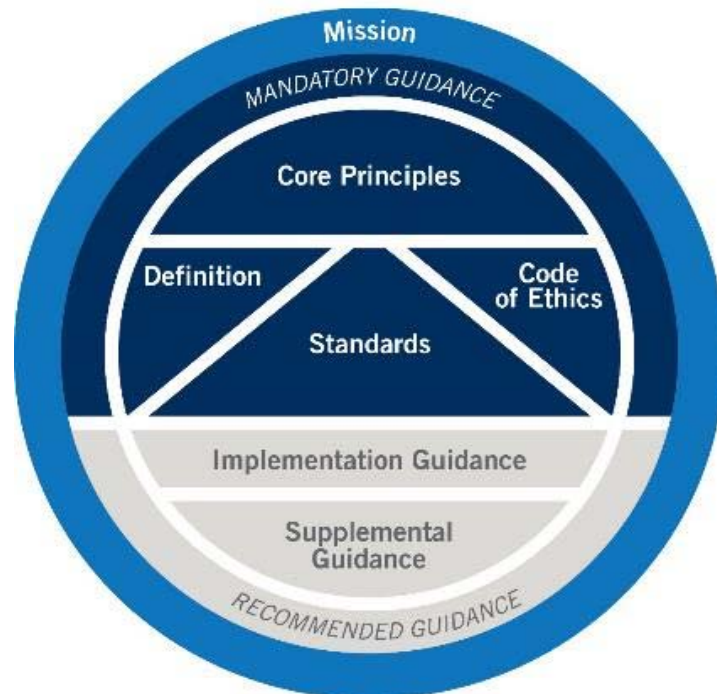 Mission
MANDATORY GUIDANCE
Core Principles
Definition
Code
of Ethics
Standards
Implementation Guidance
Supplemental
Guidance
RECOMMENDED GUIDANCE